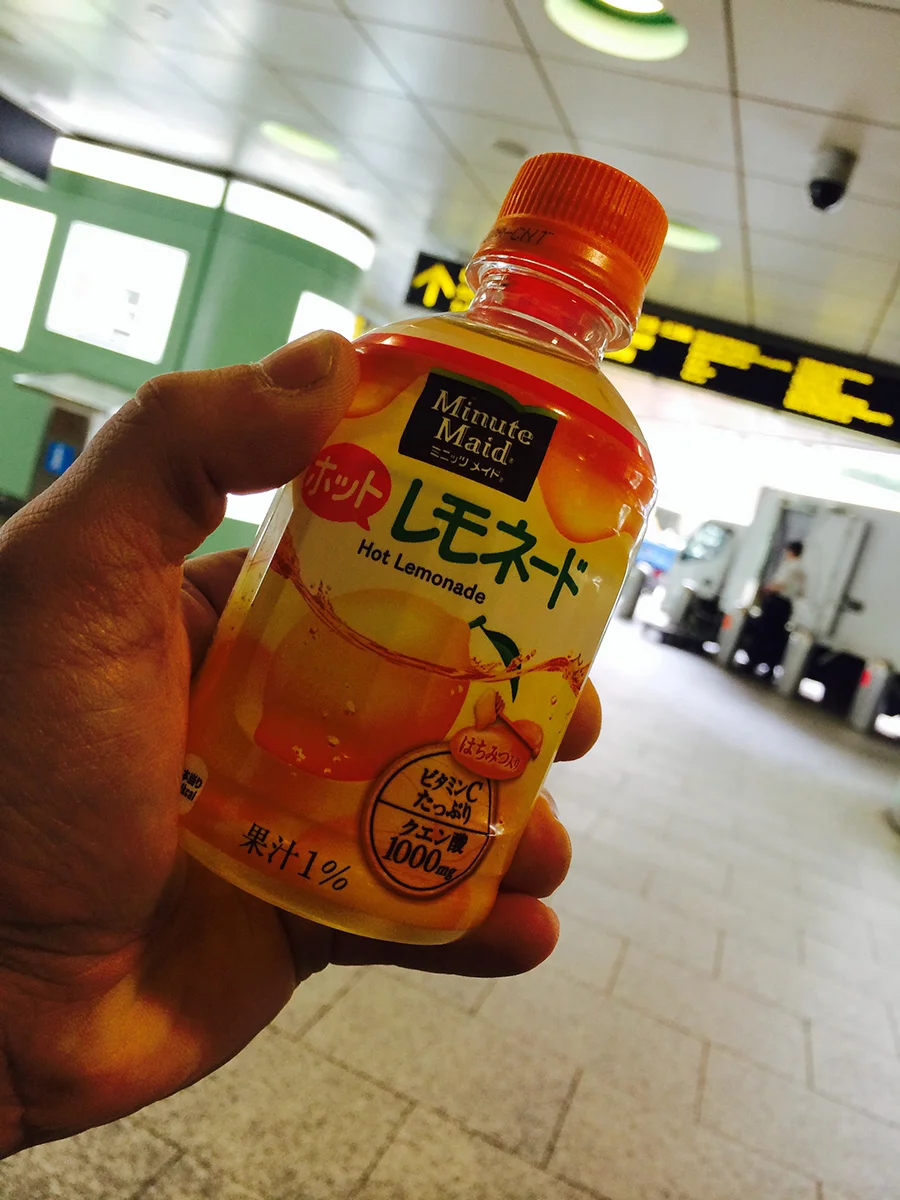 Minute
Maid
ミニッツ メイド
ホット
レモネード
Hot Lemonade
はちみつ入り
ビタミンC
たっぷり
クエン酸
1000mg
果汁1%